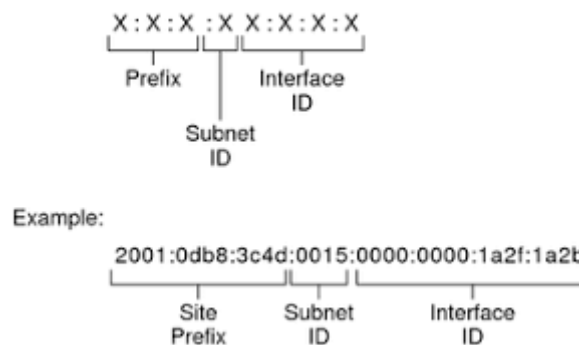 X : X : X : X X : X : X : X
Prefix Interface
ID
Subnet
ID
Example:
2001:0db8:3c4d:0015:0000:0000:1a2f:1a2b
Site Subnet Interface
Prefix ID ID